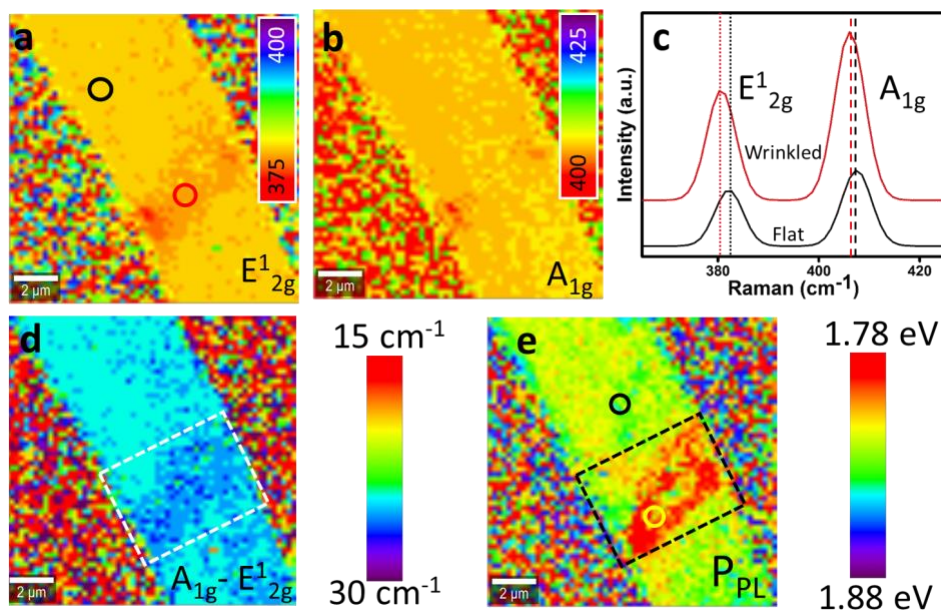 a
400
375
2 μm
E¹₂g
b
425
400
2 μm
A₁g
c
Intensity (a.u.)
E¹₂g
A₁g
Wrinkled
Flat
380
400
420
Raman (cm⁻¹)
d
2 μm
A₁g- E¹₂g
15 cm⁻¹
30 cm⁻¹
e
2 μm
P_PL
1.78 eV
1.88 eV